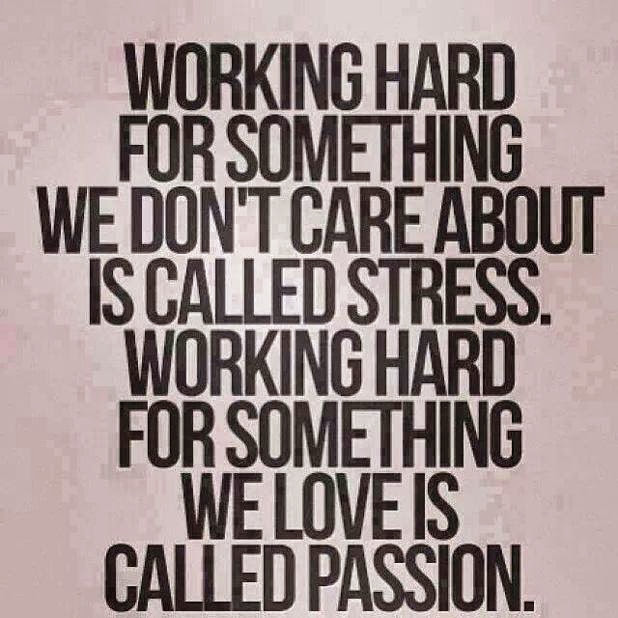 WORKING HARD
FOR SOMETHING
WE DON'T CARE ABOUT
IS CALLED STRESS.
WORKING HARD
FOR SOMETHING
WE LOVE IS
CALLED PASSION.